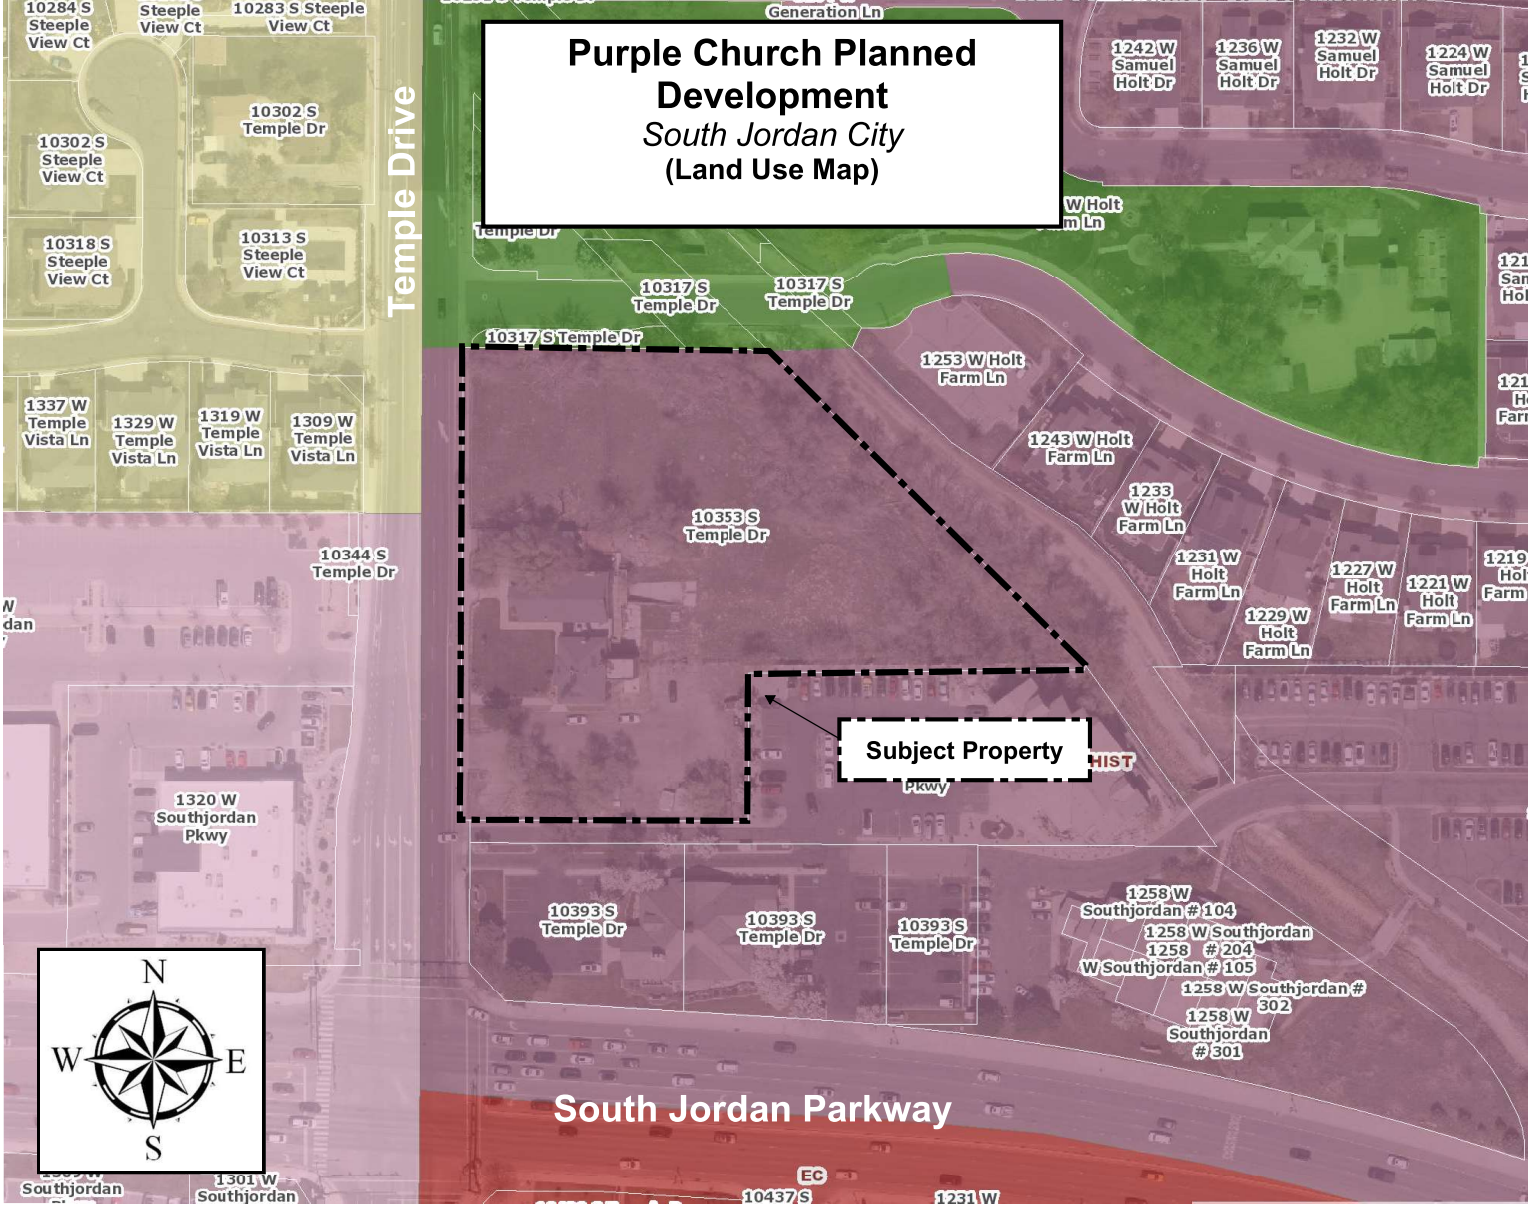 10284 S
Steeple
View Ct
Steeple
View Ct
10283 S Steeple
View Ct
Generation Ln
Purple Church Planned
Development
South Jordan City
(Land Use Map)
1242 W
Samuel
Holt Dr
1236 W
Samuel
Holt Dr
1232 W
Samuel
Holt Dr
1224 W
Samuel
Holt Dr
10302 S
Temple Dr
10302 S
Steeple
View Ct
Temple Drive
10318 S
Steeple
View Ct
10313 S
Steeple
View Ct
Temple Dr
W Holt
m Ln
10317 S
Temple Dr
10317 S
Temple Dr
10317 S Temple Dr
1253 W Holt
Farm Ln
1337 W
Temple
Vista Ln
1329 W
Temple
Vista Ln
1319 W
Temple
Vista Ln
1309 W
Temple
Vista Ln
1243 W Holt
Farm Ln
1233
W Holt
Farm Ln
10353 S
Temple Dr
10344 S
Temple Dr
1231 W
Holt
Farm Ln
1229 W
Holt
Farm Ln
1227 W
Holt
Farm Ln
1221 W
Holt
Farm Ln
1219
Hol
Farm
W
dan
Subject Property
HIST
Pkwy
1320 W
Southjordan
Pkwy
10393 S
Temple Dr
10393 S
Temple Dr
10393 S
Temple Dr
1258 W
Southjordan # 104
1258 W Southjordan
# 204
1258
W Southjordan # 105
1258 W Southjordan #
302
1258 W
Southjordan
# 301
N
W
E
S
South Jordan Parkway
EC
Southjordan
1301 W
Southjordan
10437 S
1231 W